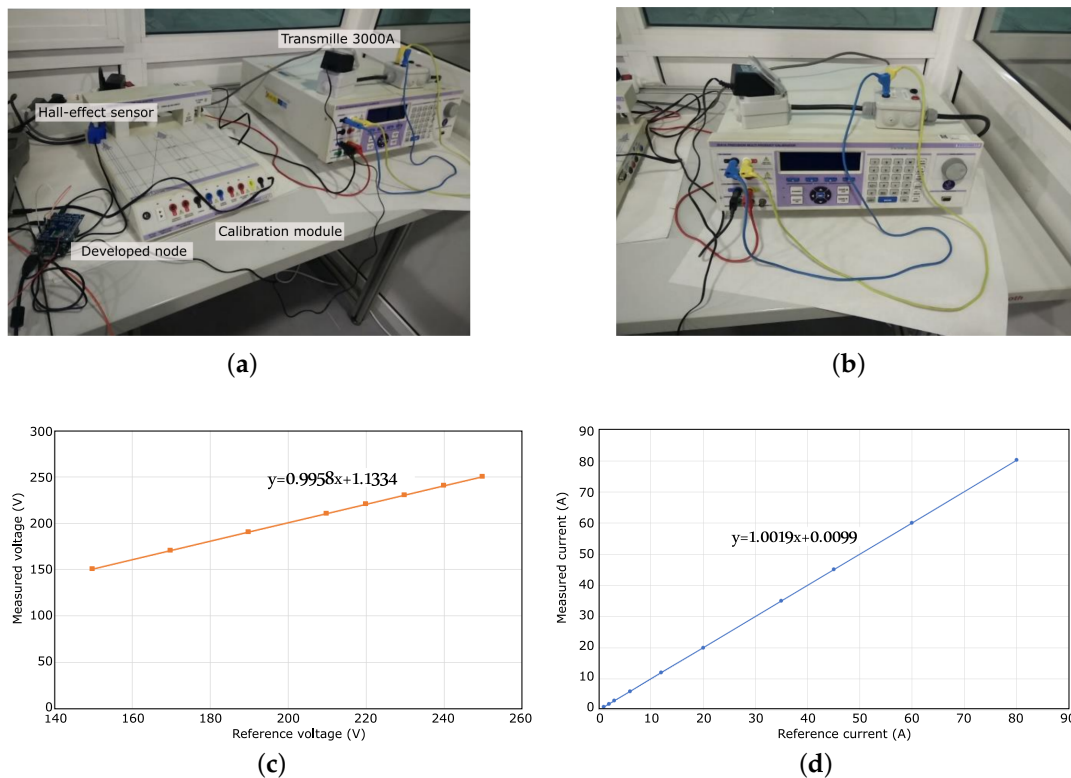 Transmille 3000A
Hall-effect sensor
Calibration module
Developed node
(a)
(b)
300
250
200
150
100
50
0
140 160 180 200 220 240 260
Measured voltage (V)
Reference voltage (V)
y=0.9958x+1.1334
(c)
90
80
70
60
50
40
30
20
10
0
0 10 20 30 40 50 60 70 80 90
Measured current (A)
Reference current (A)
y=1.0019x+0.0099
(d)